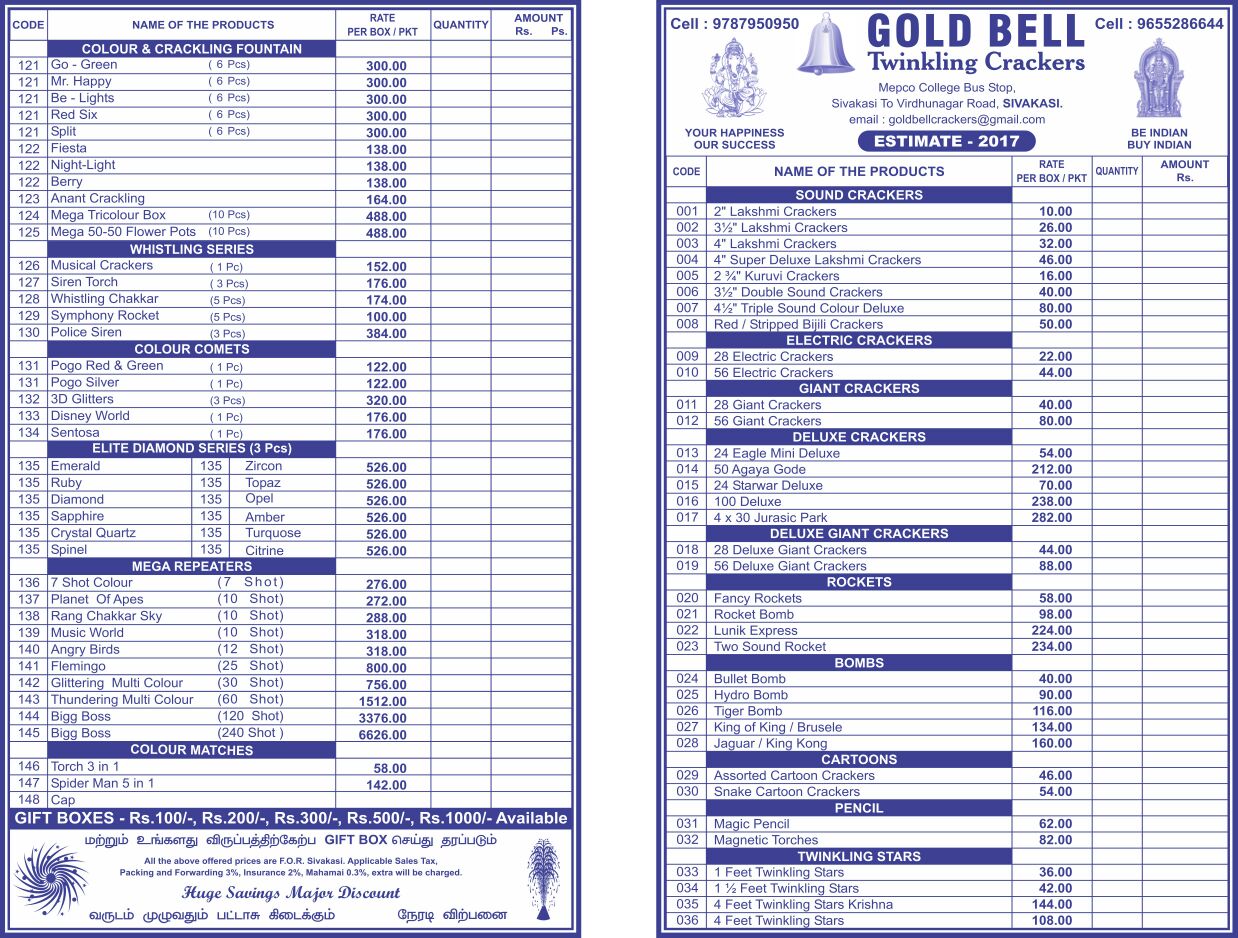 CODE NAME OF THE PRODUCTS RATE PER BOX / PKT QUANTITY AMOUNT Rs. Ps.
COLOUR & CRACKLING FOUNTAIN
121 Go - Green ( 6 Pcs) 300.00
121 Mr. Happy ( 6 Pcs) 300.00
121 Be - Lights ( 6 Pcs) 300.00
121 Red Six ( 6 Pcs) 300.00
121 Split ( 6 Pcs) 300.00
122 Fiesta 138.00
122 Night-Light 138.00
122 Berry 138.00
123 Anant Crackling 164.00
124 Mega Tricolour Box (10 Pcs) 488.00
125 Mega 50-50 Flower Pots (10 Pcs) 488.00
WHISTLING SERIES
126 Musical Crackers ( 1 Pc) 152.00
127 Siren Torch ( 3 Pcs) 176.00
128 Whistling Chakkar (5 Pcs) 174.00
129 Symphony Rocket (5 Pcs) 100.00
130 Police Siren (3 Pcs) 384.00
COLOUR COMETS
131 Pogo Red & Green ( 1 Pc) 122.00
131 Pogo Silver ( 1 Pc) 122.00
132 3D Glitters (3 Pcs) 320.00
133 Disney World ( 1 Pc) 176.00
134 Sentosa ( 1 Pc) 176.00
ELITE DIAMOND SERIES (3 Pcs)
135 Emerald 135 Zircon 526.00
135 Ruby 135 Topaz 526.00
135 Diamond 135 Opel 526.00
135 Sapphire 135 Amber 526.00
135 Crystal Quartz 135 Turquose 526.00
135 Spinel 135 Citrine 526.00
MEGA REPEATERS
136 7 Shot Colour (7 Shot) 276.00
137 Planet Of Apes (10 Shot) 272.00
138 Rang Chakkar Sky (10 Shot) 288.00
139 Music World (10 Shot) 318.00
140 Angry Birds (12 Shot) 318.00
141 Flemingo (25 Shot) 800.00
142 Glittering Multi Colour (30 Shot) 756.00
143 Thundering Multi Colour (60 Shot) 1512.00
144 Bigg Boss (120 Shot) 3376.00
145 Bigg Boss (240 Shot ) 6626.00
COLOUR MATCHES
146 Torch 3 in 1 58.00
147 Spider Man 5 in 1 142.00
148 Cap
GIFT BOXES - Rs.100/-, Rs.200/-, Rs.300/-, Rs.500/-, Rs.1000/- Available
மற்றும் உங்களது விருப்பத்திற்கேற்ப GIFT BOX செய்து தரப்படும்
All the above offered prices are F.O.R. Sivakasi. Applicable Sales Tax,
Packing and Forwarding 3%, Insurance 2%, Mahamai 0.3%, extra will be charged.
Huge Savings Major Discount
வருடம் முழுவதும் பட்டாசு கிடைக்கும் நேரடி விற்பனை
Cell : 9787950950 GOLD BELL Cell : 9655286644
Twinkling Crackers
Mepco College Bus Stop,
Sivakasi To Virdhunagar Road, SIVAKASI.
email : goldbellcrackers@gmail.com
YOUR HAPPINESS
OUR SUCCESS
ESTIMATE - 2017
BE INDIAN
BUY INDIAN
CODE NAME OF THE PRODUCTS RATE PER BOX / PKT QUANTITY AMOUNT Rs.
SOUND CRACKERS
001 2" Lakshmi Crackers 10.00
002 3½" Lakshmi Crackers 26.00
003 4" Lakshmi Crackers 32.00
004 4" Super Deluxe Lakshmi Crackers 46.00
005 2 ¾" Kuruvi Crackers 16.00
006 3½" Double Sound Crackers 40.00
007 4½" Triple Sound Colour Deluxe 80.00
008 Red / Stripped Bijili Crackers 50.00
ELECTRIC CRACKERS
009 28 Electric Crackers 22.00
010 56 Electric Crackers 44.00
GIANT CRACKERS
011 28 Giant Crackers 40.00
012 56 Giant Crackers 80.00
DELUXE CRACKERS
013 24 Eagle Mini Deluxe 54.00
014 50 Agaya Gode 212.00
015 24 Starwar Deluxe 70.00
016 100 Deluxe 238.00
017 4 x 30 Jurasic Park 282.00
DELUXE GIANT CRACKERS
018 28 Deluxe Giant Crackers 44.00
019 56 Deluxe Giant Crackers 88.00
ROCKETS
020 Fancy Rockets 58.00
021 Rocket Bomb 98.00
022 Lunik Express 224.00
023 Two Sound Rocket 234.00
BOMBS
024 Bullet Bomb 40.00
025 Hydro Bomb 90.00
026 Tiger Bomb 116.00
027 King of King / Brusele 134.00
028 Jaguar / King Kong 160.00
CARTOONS
029 Assorted Cartoon Crackers 46.00
030 Snake Cartoon Crackers 54.00
PENCIL
031 Magic Pencil 62.00
032 Magnetic Torches 82.00
TWINKLING STARS
033 1 Feet Twinkling Stars 36.00
034 1 ½ Feet Twinkling Stars 42.00
035 4 Feet Twinkling Stars Krishna 144.00
036 4 Feet Twinkling Stars 108.00